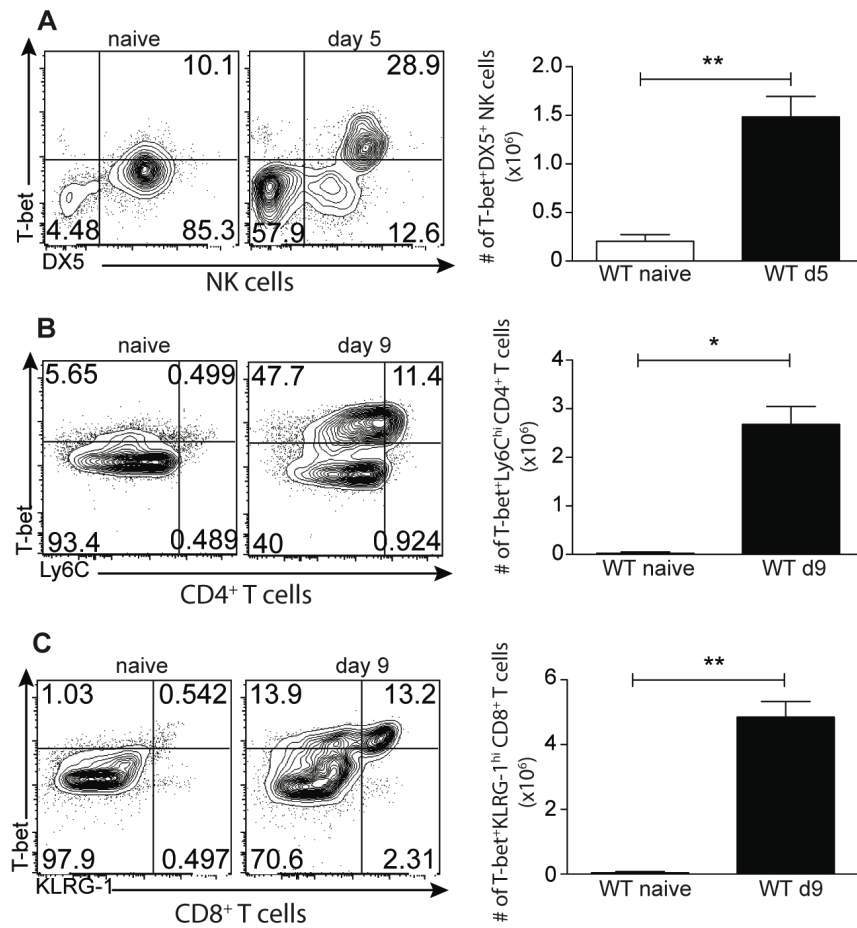 A
naive
day 5
10.1
28.9
4.48
85.3
57.9
12.6
T-bet
DX5
NK cells
# of T-bet⁺DX5⁺ NK cells
(x10⁶)
2.0
1.5
1.0
0.5
0.0
**
WT naive
WT d5
B
naive
day 9
5.65
0.499
47.7
11.4
93.4
0.489
40
0.924
T-bet
Ly6C
CD4⁺ T cells
# of T-bet⁺Ly6Cʰⁱ CD4⁺ T cells
(x10⁶)
4
3
2
1
0
*
WT naive
WT d9
C
naive
day 9
1.03
0.542
13.9
13.2
97.9
0.497
70.6
2.31
T-bet
KLRG-1
CD8⁺ T cells
# of T-bet⁺KLRG-1ʰⁱ CD8⁺ T cells
(x10⁶)
6
4
2
0
**
WT naive
WT d9